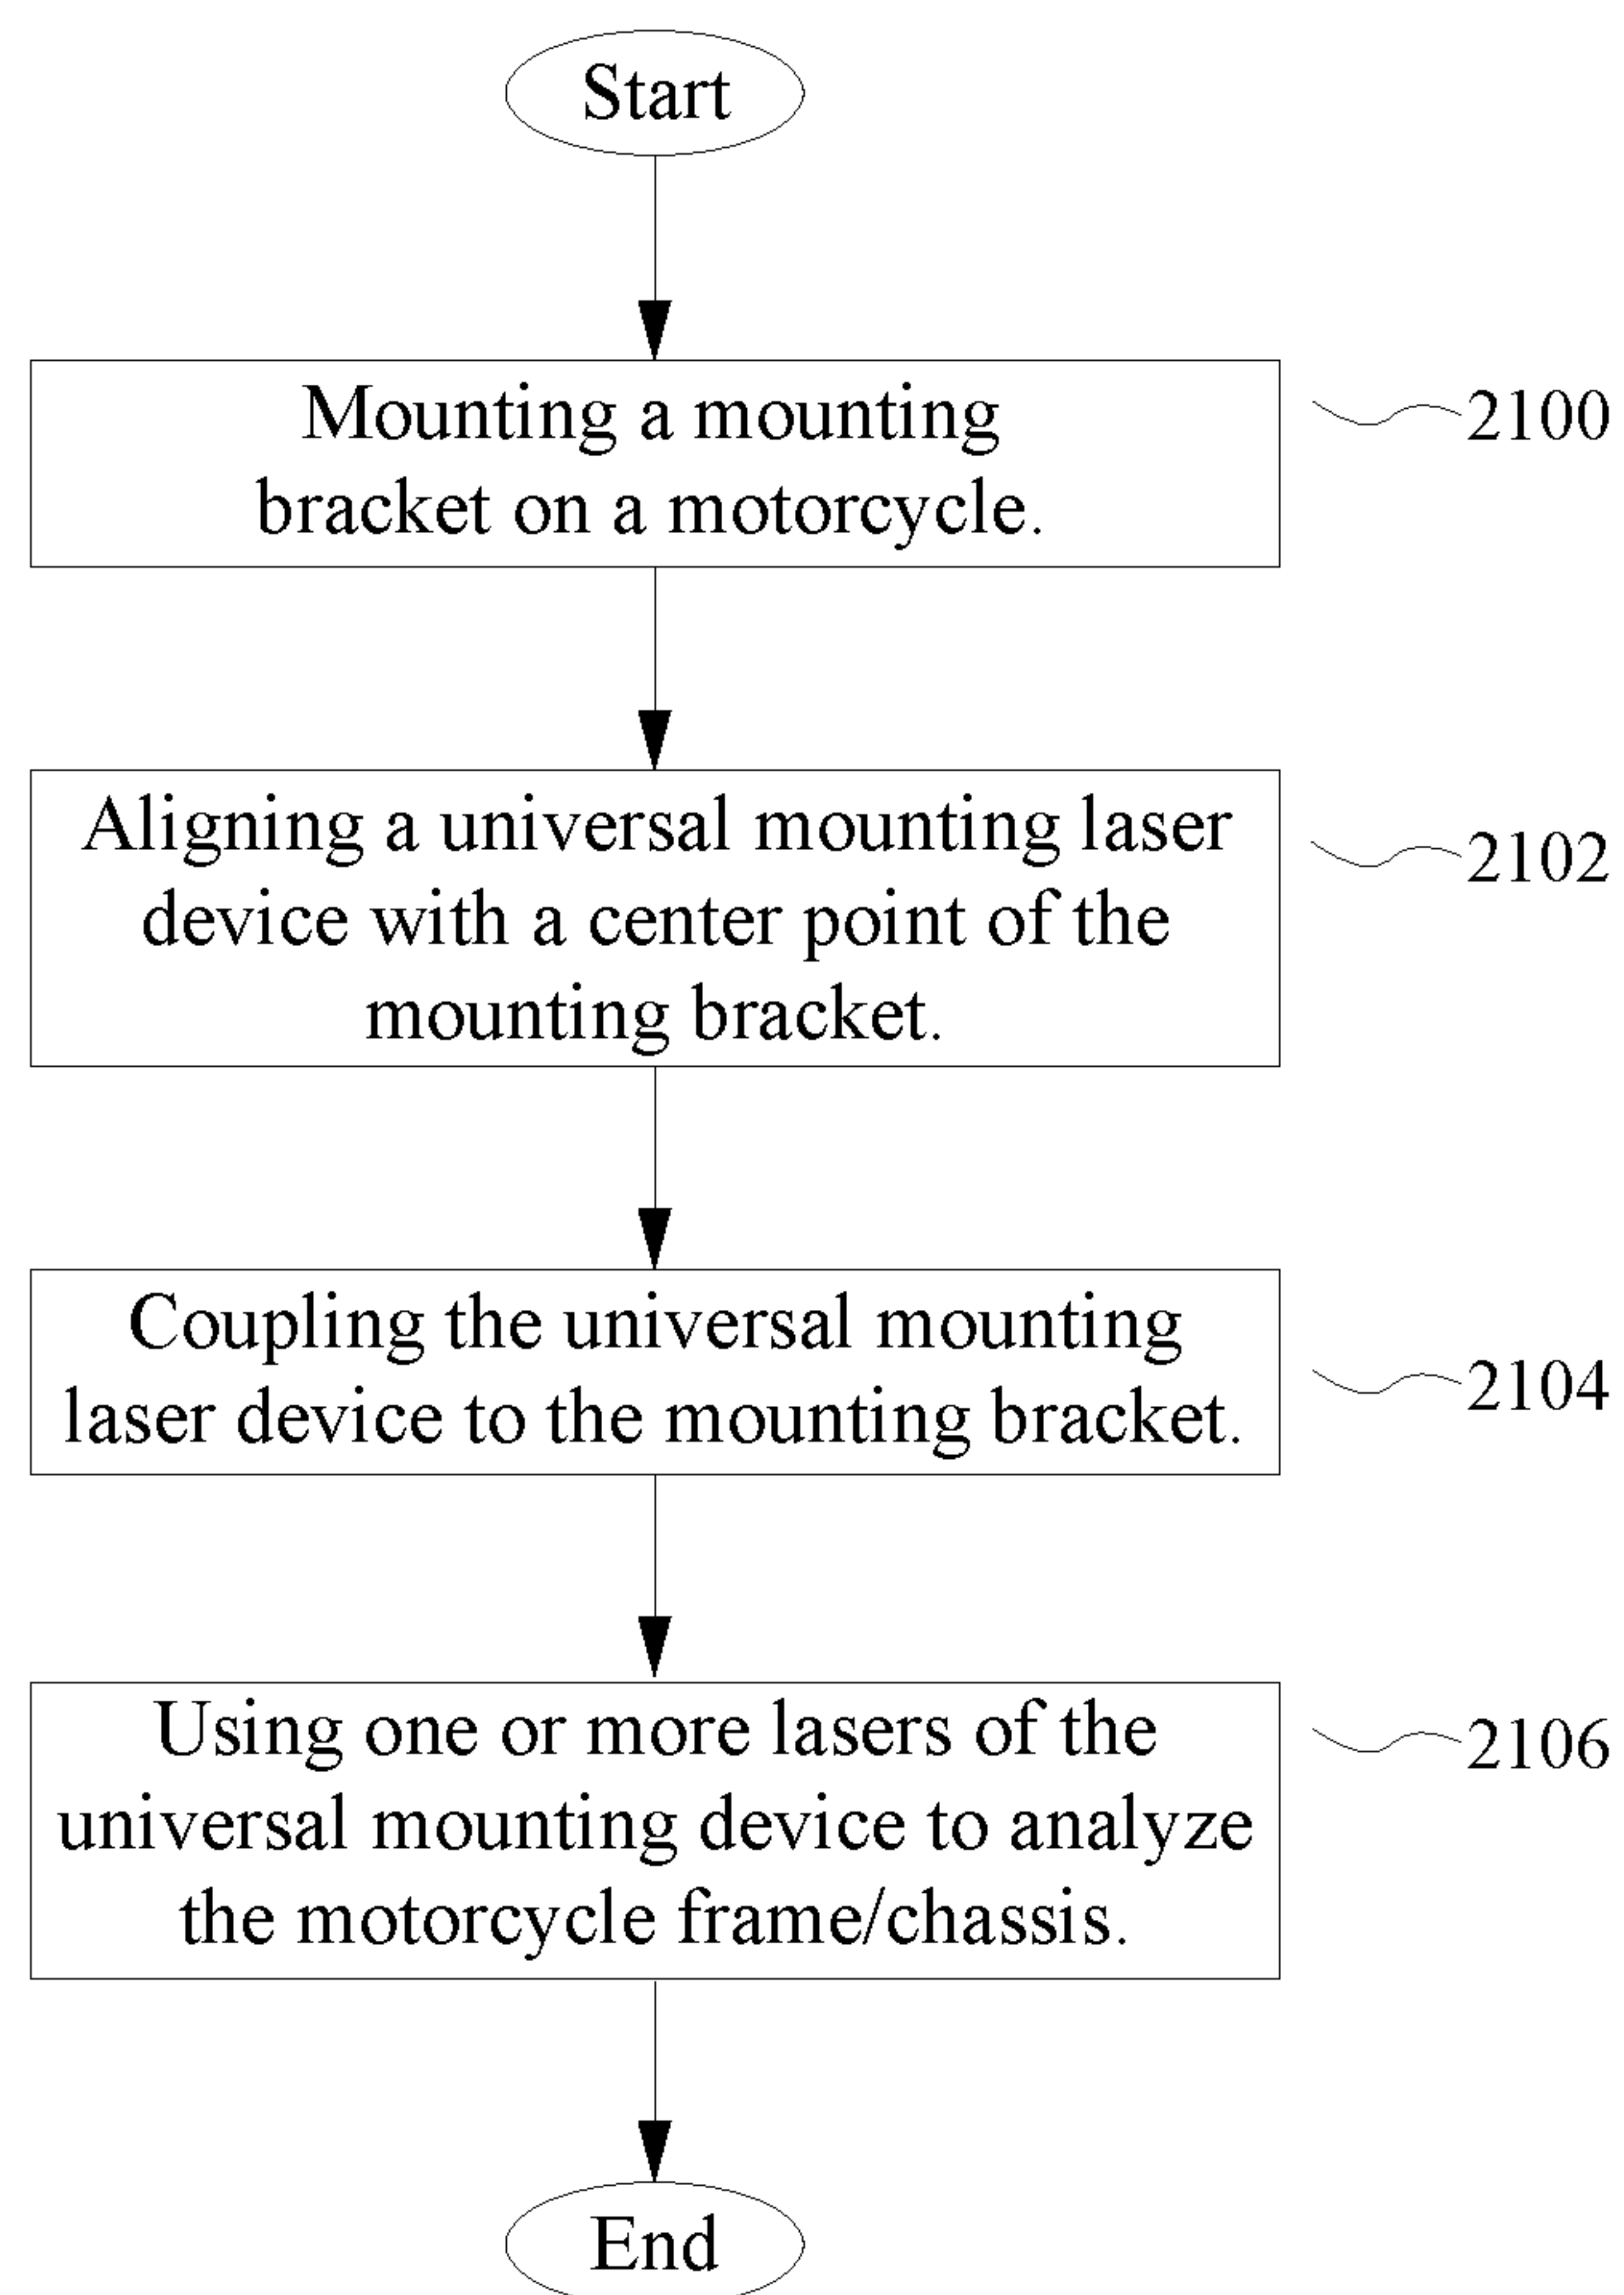 Start
Mounting a mounting
bracket on a motorcycle.
2100
Aligning a universal mounting laser
device with a center point of the
mounting bracket.
2102
Coupling the universal mounting
laser device to the mounting bracket.
2104
Using one or more lasers of the
universal mounting device to analyze
the motorcycle frame/chassis.
2106
End